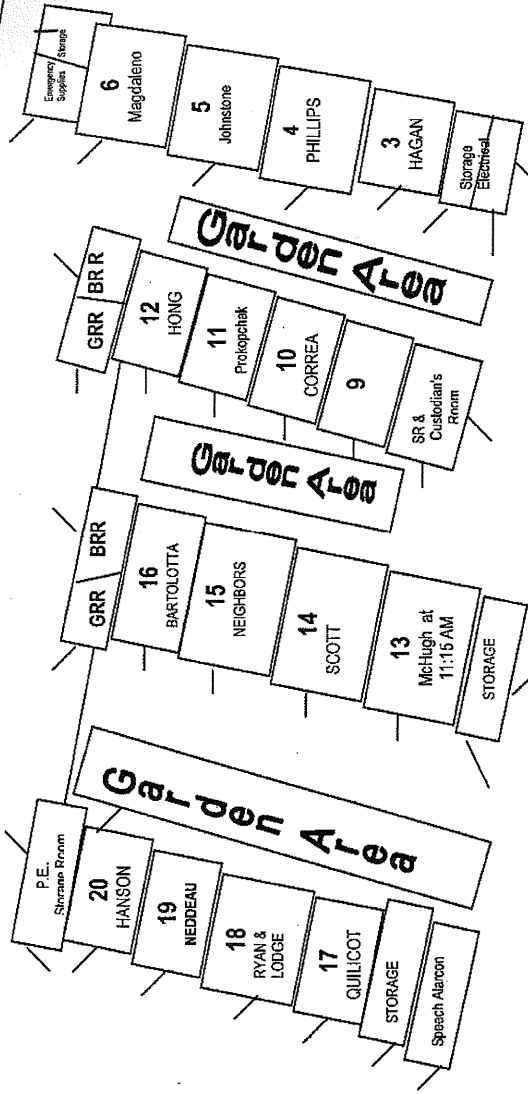 Emergency
Supplies
Storage
6
Magdaleno
5
Johnstone
4
PHILLIPS
3
HAGAN
Storage
Electrical
Garden Area
GRR
BR R
12
HONG
11
Prokopchak
10
CORREA
9
SR &
Custodian's
Room
Garden Area
GRR
BRR
16
BARTOLOTTA
15
NEIGHBORS
14
SCOTT
13
McHugh at
11:15 AM
STORAGE
Garden Area
P.E.
Storage Room
20
HANSON
19
NEDDEAU
18
RYAN &
LODGE
17
QUILICOT
STORAGE
Speech Alarcon